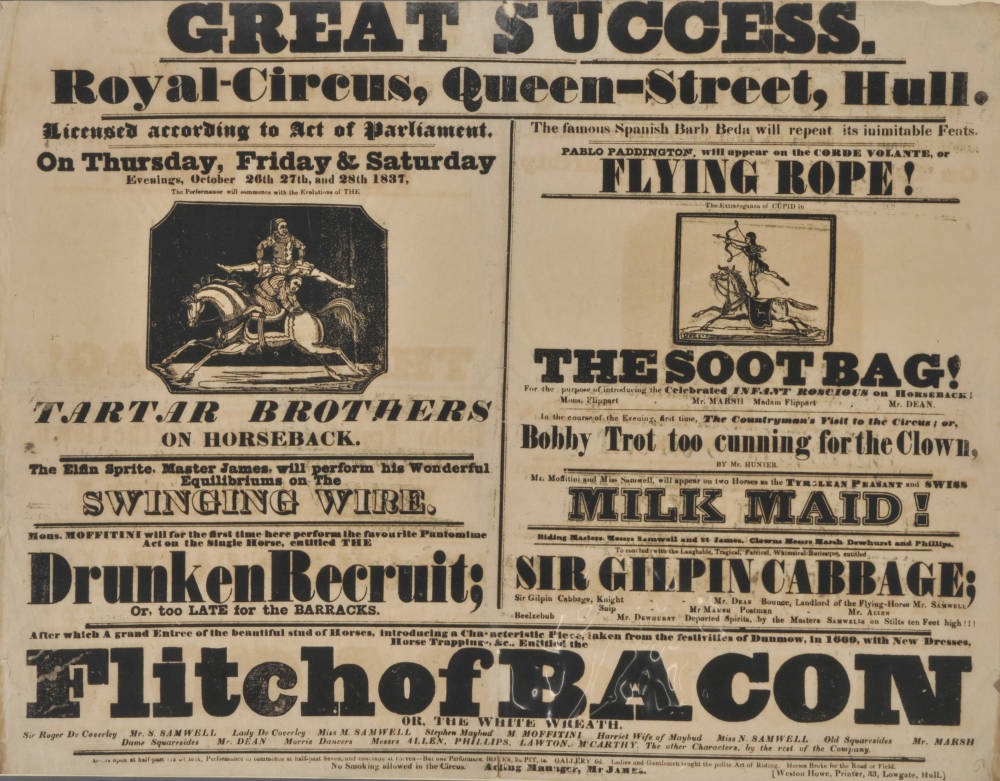 GREAT SUCCESS.
Royal-Circus, Queen-Street, Hull.
Licensed according to Act of Parliament.
On Thursday, Friday & Saturday
Evenings, October 26th 27th, and 28th 1837,
The Performance will commence with the Evolutions of THE
TARTAR BROTHERS
ON HORSEBACK.
The Elfin Sprite, Master James, will perform his Wonderful
Equilibriums on The
SWINGING WIRE.
Mons. MOFFITINI will for the first time here perform the favourite Pantomime
Act on the Single Horse, entitled THE
Drunken Recruit;
Or, too LATE for the BARRACKS.
The famous Spanish Barb Beda will repeat its inimitable Feats.
PABLO PADDINGTON, will appear on the CORDE VOLANTE, or
FLYING ROPE!
The Extravaganza of CUPID in
THE SOOT BAG!
For the purpose of introducing the Celebrated INFANT ROSCIOUS on HORSEBACK!
Mons. Flippart - Mr. MARSH Madam Flippart - Mr. DEAN.
In the course of the Evening, first time, The Countryman's Visit to the Circus; or,
Bobby Trot too cunning for the Clown,
BY Mr. HUNTER.
Mr. Moffitini and Miss Samwell, will appear on two Horses as the TYROLEAN PEASANT and SWISS
MILK MAID!
Riding Masters, Messrs Samwell and St. James, Clowns Messrs Marsh Dewhurst and Phillips.
To conclude with the Laughable, Tragical, Farcical, Whimsical Burlesque, entitled
SIR GILPIN CABBAGE;
Sir Gilpin Cabbage, Knight - - Mr. DEAN Bounce, Landlord of the Flying-Horse Mr. SAMWELL
Snip - Mr MARSH Postman - Mr. ALLEN
Beelzebub - Mr. DEWHURST Departed Spirits, by the Masters SAMWELLS on Stilts ten Feet high!!!
After which A grand Entree of the beautiful stud of Horses, introducing a Characteristic Piece, taken from the festivities of Dunmow, in 1669, with New Dresses,
Horse Trappings, &c., Entitled the
Flitch of BACON
OR, THE WHITE WREATH.
Sir Roger De Coverley Mr. S. SAMWELL Lady De Coverley Miss M. SAMWELL Stephen Maybud M. MOFFITINI Harriet Wife of Maybud Miss N. SAMWELL Old Squaresides Mr. MARSH
Dame Squaresides Mr. DEAN Morris Dancers Messrs ALLEN, PHILLIPS, LAWTON, M'CARTHY, The other Characters, by the rest of the Company.
Doors open at half-past six o'clock, Performance to commence at half-past Seven, and conclude at - But one Performance. BOXES, 2s. PIT, 1s. GALLERY 6d. Ladies and Gentlemen taught the polite Art of Riding. Horses Broke for the Road or Field.
No Smoking allowed in the Circus. Acting Manager, Mr JAMES. [Weston Howe, Printer, 53, Lowgate, Hull.]